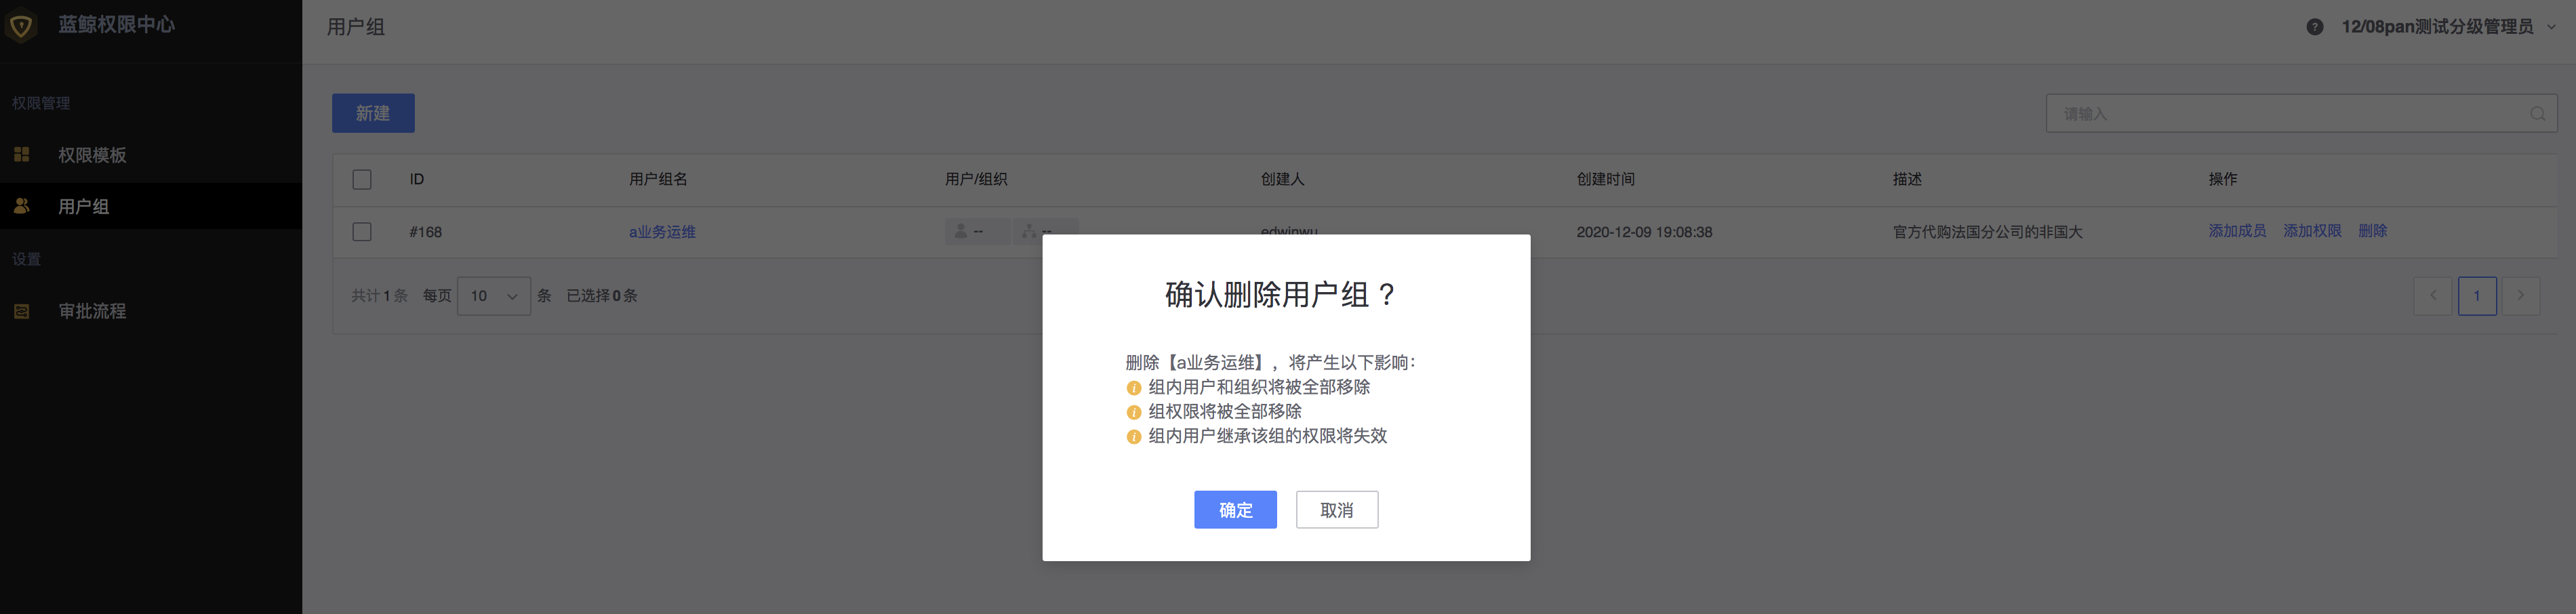 蓝鲸权限中心
用户组
12/08pan测试分级管理员
权限管理
权限模板
用户组
设置
审批流程
新建
请输入
ID 用户组名 用户/组织 创建人 创建时间 描述 操作
#168 a业务运维 -- -- edwinwu 2020-12-09 19:08:38 官方代购法国分公司的非国大 添加成员 添加权限 删除
共计1条 每页 10 条 已选择0条
1
确认删除用户组？
删除【a业务运维】，将产生以下影响：
组内用户和组织将被全部移除
组权限将被全部移除
组内用户继承该组的权限将失效
确定 取消